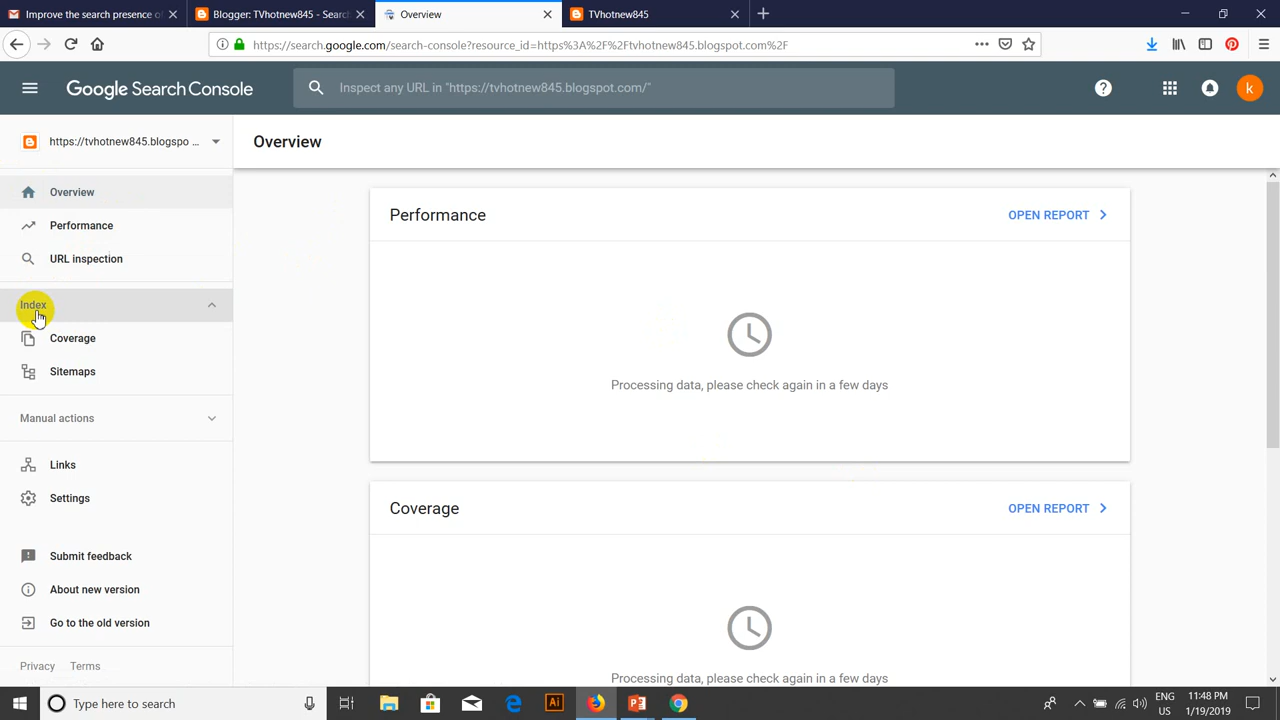 Improve the search presence of
Blogger: TVhotnew845 - Search
Overview
TVhotnew845
https://search.google.com/search-console?resource_id=https%3A%2F%2Ftvhotnew845.blogspot.com%2F
Google Search Console
Inspect any URL in "https://tvhotnew845.blogspot.com/"
k
https://tvhotnew845.blogspo ...
Overview
Overview
Performance
URL inspection
Index
Coverage
Sitemaps
Manual actions
Links
Settings
Submit feedback
About new version
Go to the old version
Privacy Terms
Performance
OPEN REPORT
Processing data, please check again in a few days
Coverage
OPEN REPORT
Processing data, please check again in a few days
Type here to search
Ai
ENG
US
11:48 PM
1/19/2019